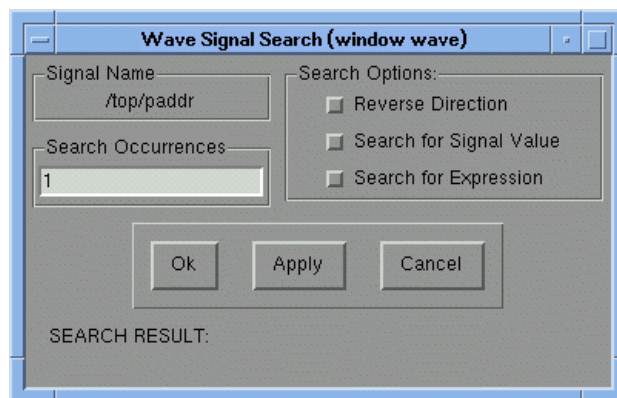 Wave Signal Search (window wave)
Signal Name
/top/paddr
Search Occurrences
1
Search Options:
Reverse Direction
Search for Signal Value
Search for Expression
Ok
Apply
Cancel
SEARCH RESULT: